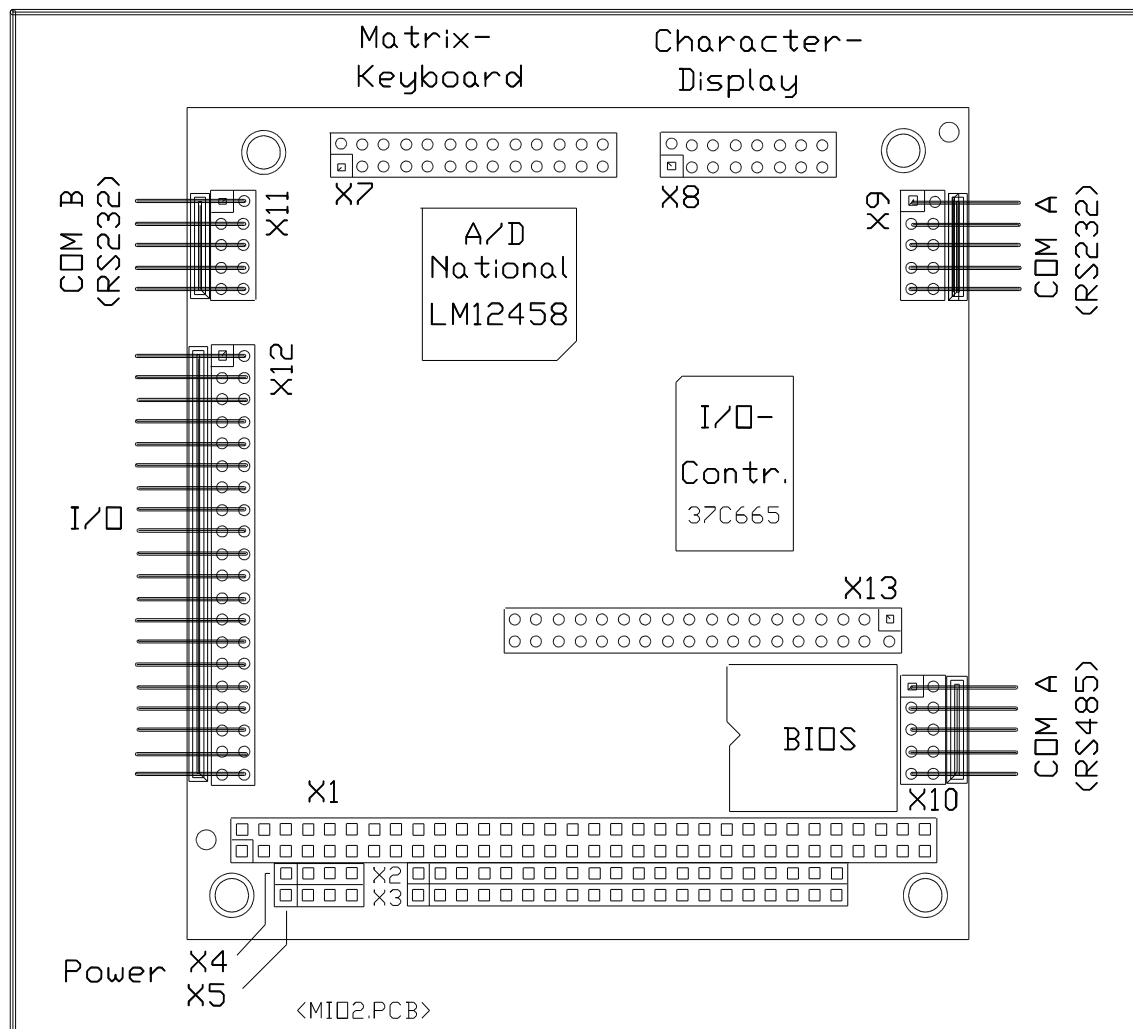 Matrix-
Keyboard
Character-
Display
X7
X8
X9
X11
COM B
(RS232)
COM A
(RS232)
A/D
National
LM12458
X12
I/O-
Contr.
37C665
I/O
X13
BIOS
COM A
(RS485)
X10
X1
X2
X3
X4
X5
Power
<MIO2.PCB>